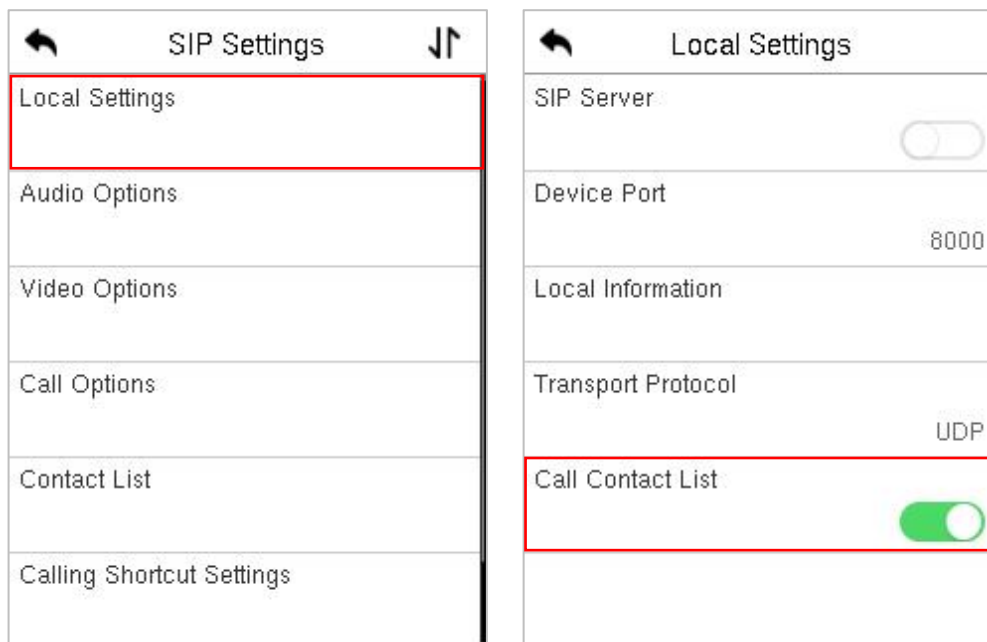 SIP Settings
Local Settings
Audio Options
Video Options
Call Options
Contact List
Calling Shortcut Settings
Local Settings
SIP Server
Device Port
8000
Local Information
Transport Protocol
UDP
Call Contact List